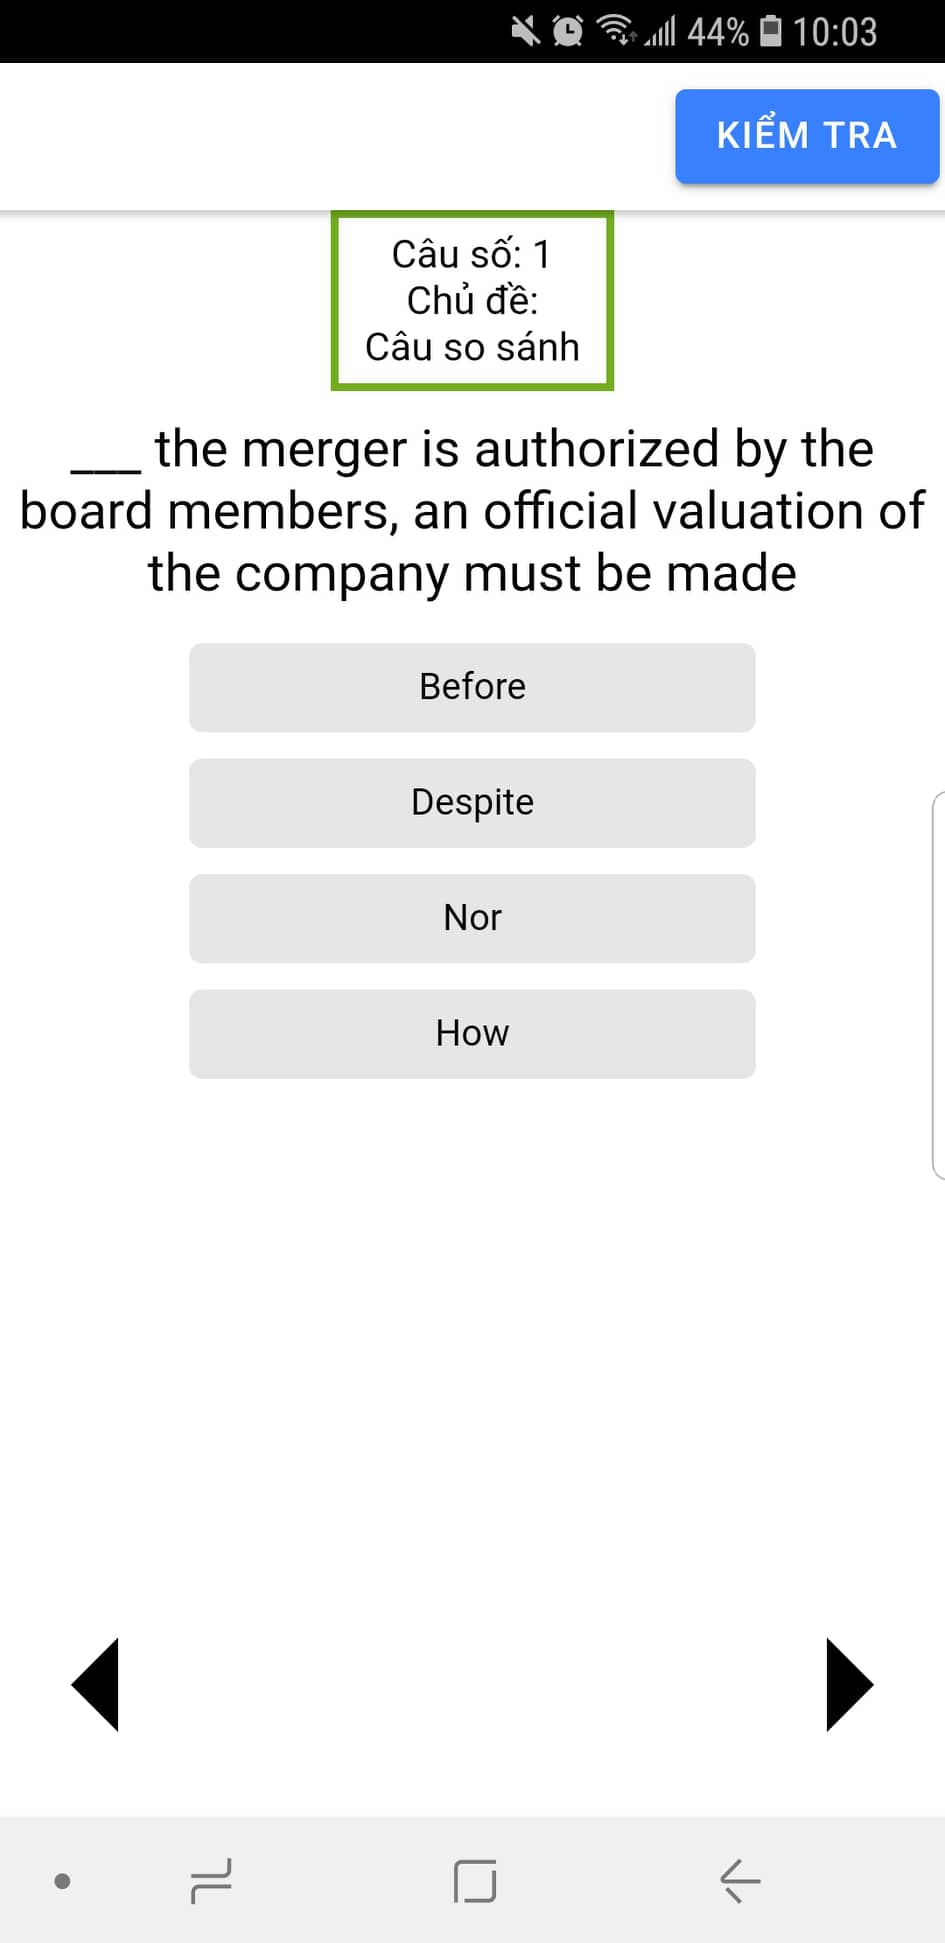 44% 10:03
KIỂM TRA
Câu số: 1
Chủ đề:
Câu so sánh
___ the merger is authorized by the
board members, an official valuation of
the company must be made
Before
Despite
Nor
How